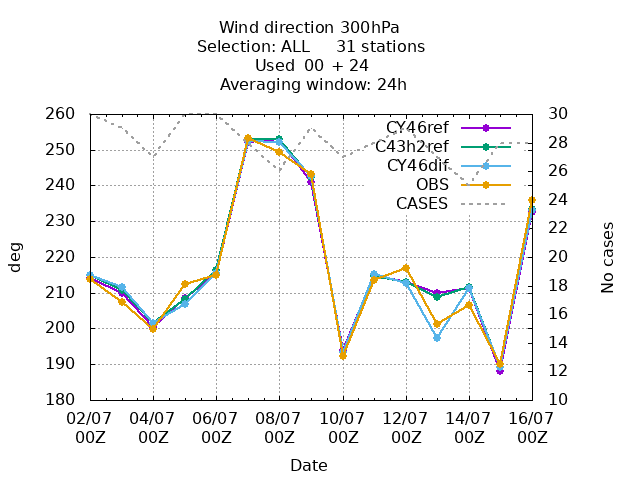 Wind direction 300hPa
Selection: ALL 31 stations
Used 00 + 24
Averaging window: 24h
260 30
CY46ref
C43h2ref
CY46dif
OBS
CASES
250 28
240 26
230 24
220 22
210 20
200 18
190 16
180 14
12
10
deg
No cases
02/07 04/07 06/07 08/07 10/07 12/07 14/07 16/07
00Z 00Z 00Z 00Z 00Z 00Z 00Z 00Z
Date